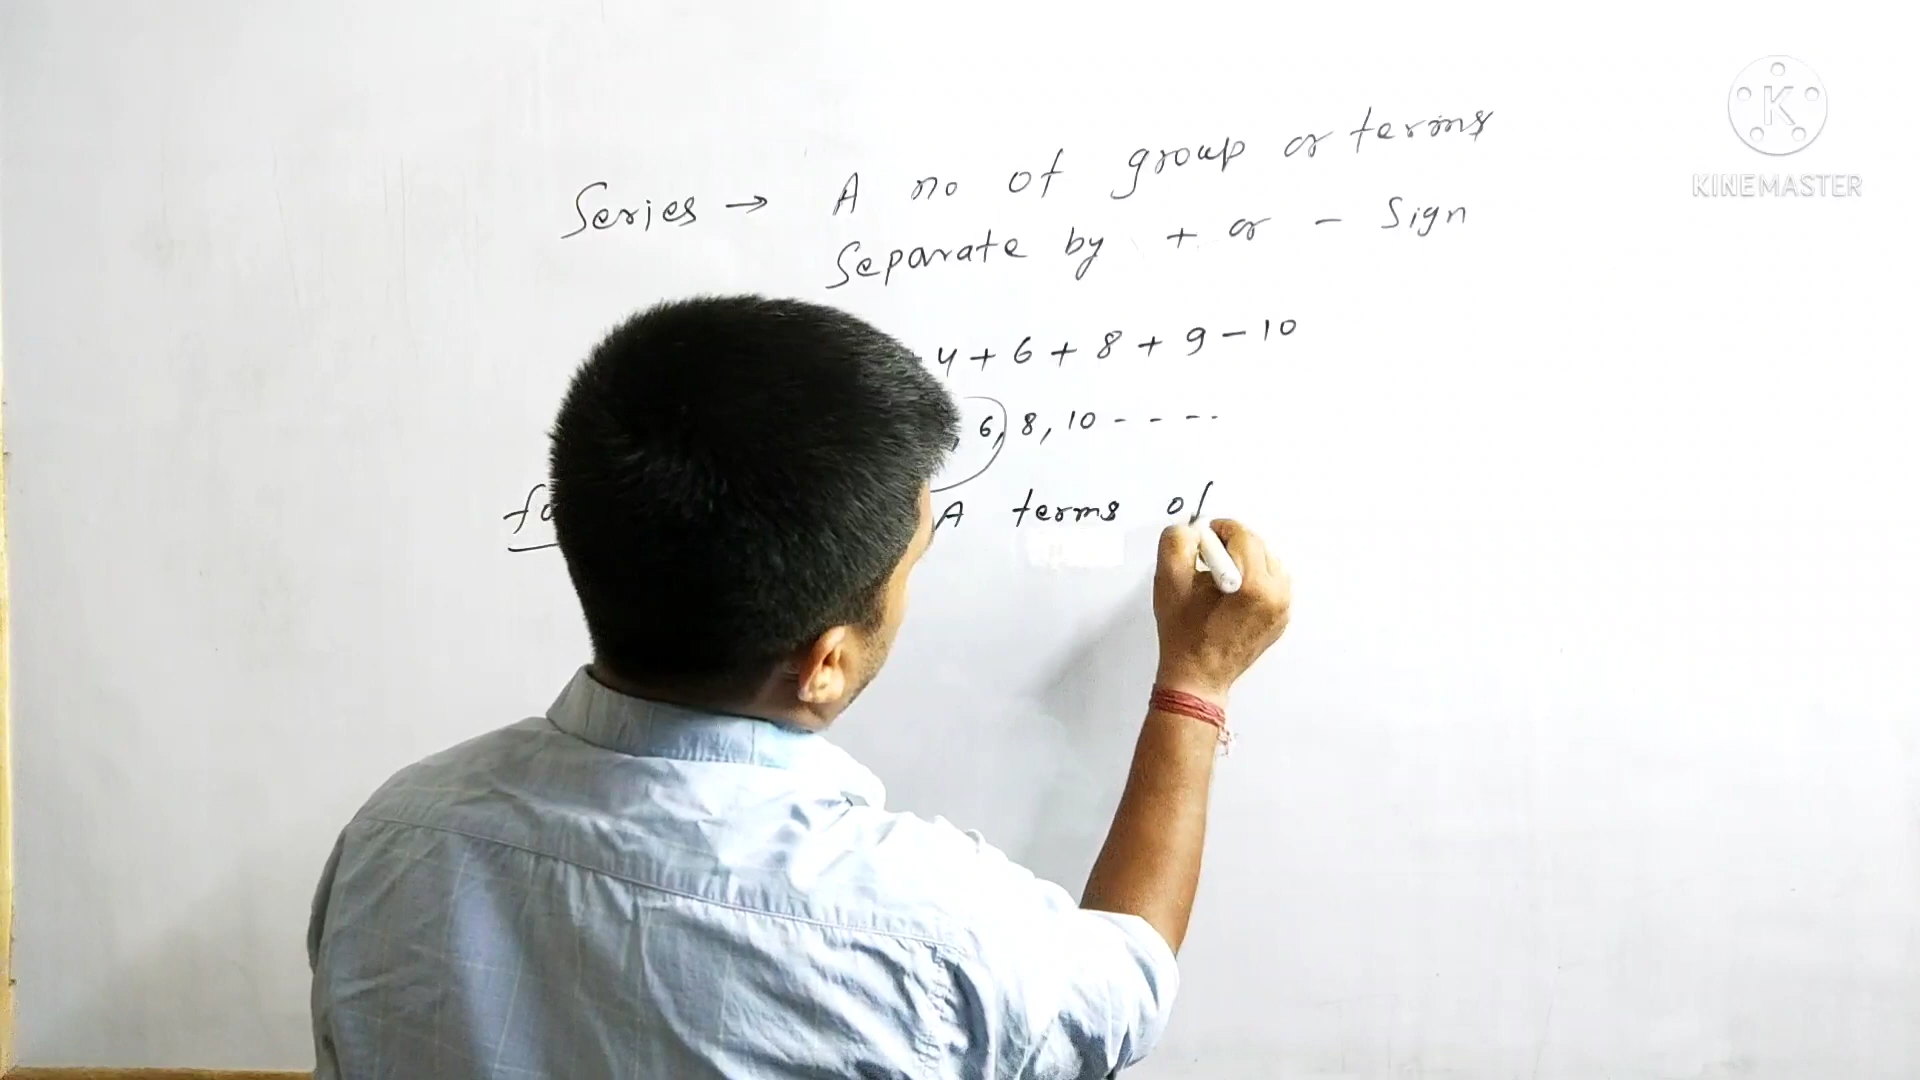 Series → A no of group or terms
Separate by + or - Sign
4 + 6 + 8 + 9 - 10
6, 8, 10 - - - -
A terms of
KINEMASTER